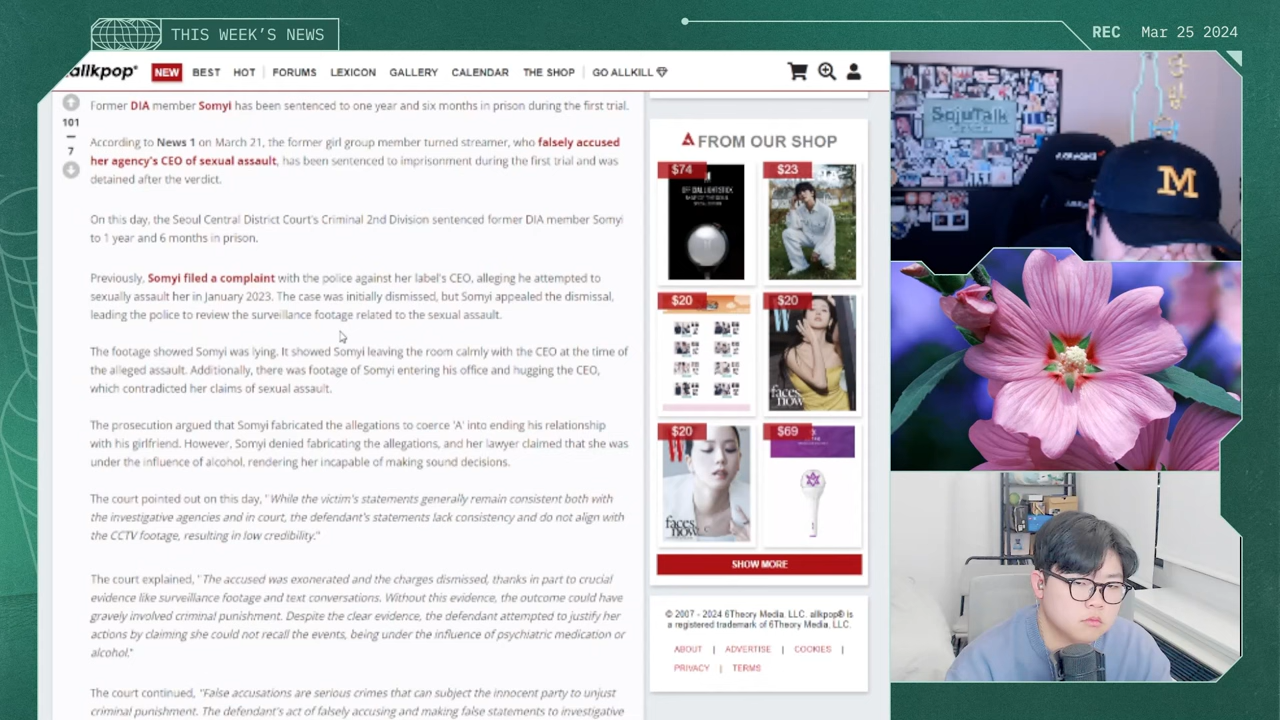 THIS WEEK'S NEWS
REC Mar 25 2024
allkpop
NEW BEST HOT FORUMS LEXICON GALLERY CALENDAR THE SHOP GO ALLKILL
101
7
Former DIA member Somyi has been sentenced to one year and six months in prison during the first trial.
According to News 1 on March 21, the former girl group member turned streamer, who falsely accused
her agency's CEO of sexual assault, has been sentenced to imprisonment during the first trial and was
detained after the verdict.
On this day, the Seoul Central District Court's Criminal 2nd Division sentenced former DIA member Somyi
to 1 year and 6 months in prison.
Previously, Somyi filed a complaint with the police against her label's CEO, alleging he attempted to
sexually assault her in January 2023. The case was initially dismissed, but Somyi appealed the dismissal,
leading the police to review the surveillance footage related to the sexual assault.
The footage showed Somyi was lying. It showed Somyi leaving the room calmly with the CEO at the time of
the alleged assault. Additionally, there was footage of Somyi entering his office and hugging the CEO,
which contradicted her claims of sexual assault.
The prosecution argued that Somyi fabricated the allegations to coerce 'A' into ending his relationship
with his girlfriend. However, Somyi denied fabricating the allegations, and her lawyer claimed that she was
under the influence of alcohol, rendering her incapable of making sound decisions.
The court pointed out on this day, "While the victim's statements generally remain consistent both with
the investigative agencies and in court, the defendant's statements lack consistency and do not align with
the CCTV footage, resulting in low credibility."
The court explained, "The accused was exonerated and the charges dismissed, thanks in part to crucial
evidence like surveillance footage and text conversations. Without this evidence, the outcome could have
gravely involved criminal punishment. Despite the clear evidence, the defendant attempted to justify her
actions by claiming she could not recall the events, being under the influence of psychiatric medication or
alcohol."
The court continued, "False accusations are serious crimes that can subject the innocent party to unjust
criminal punishment. The defendant's act of falsely accusing and making false statements to investigative
FROM OUR SHOP
$74
$23
$20
$20
faces
now
$20
$69
faces
now
SHOW MORE
© 2007 - 2024 6Theory Media, LLC. allkpop® is
a registered trademark of 6Theory Media, LLC.
ABOUT | ADVERTISE | COOKIES |
PRIVACY | TERMS
SojuTalk
M